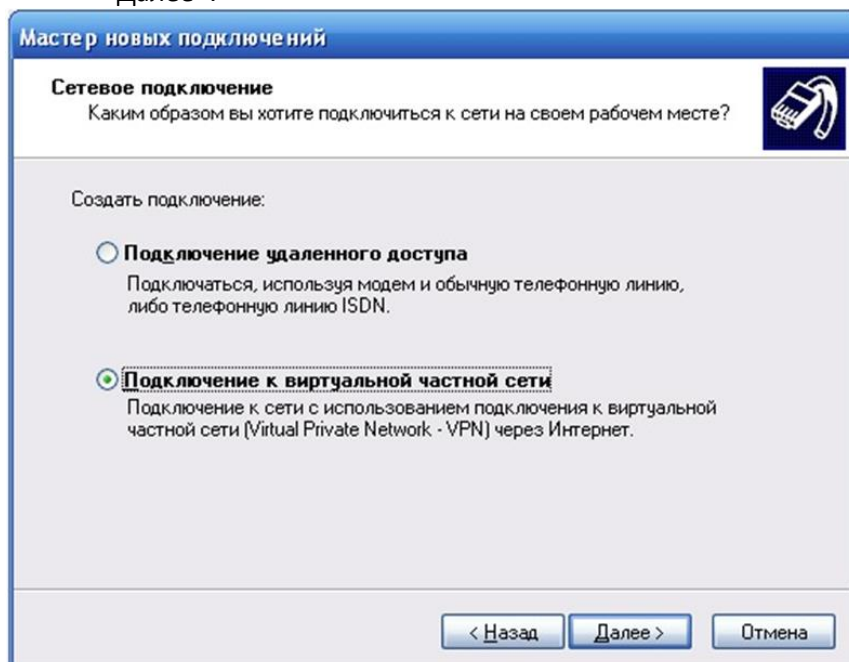 Далее".
Мастер новых подключений
Сетевое подключение
Каким образом вы хотите подключиться к сети на своем рабочем месте?
Создать подключение:
Подключение удаленного доступа
Подключаться, используя модем и обычную телефонную линию,
либо телефонную линию ISDN.
Подключение к виртуальной частной сети
Подключение к сети с использованием подключения к виртуальной
частной сети (Virtual Private Network - VPN) через Интернет.
< Назад Далее > Отмена